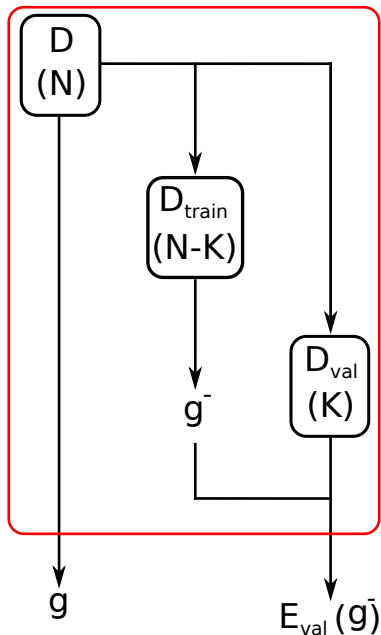 D
(N)
D_train
(N-K)
g⁻
D_val
(K)
g
E_val(g⁻)